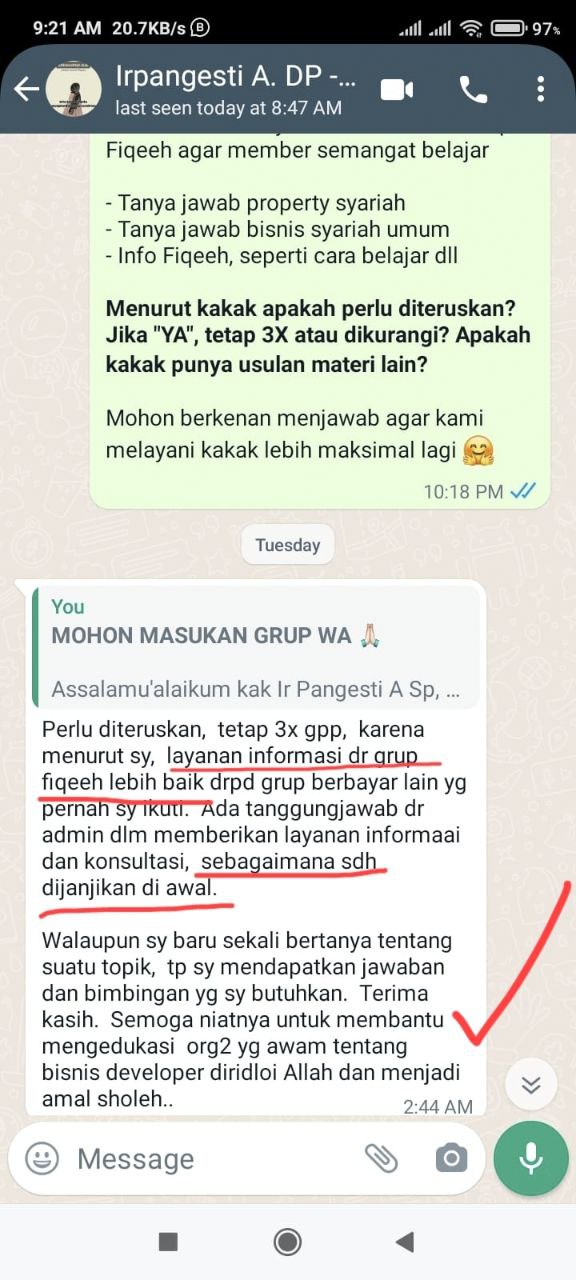 9:21 AM 20.7KB/s B
97%
Irpangesti A. DP -...
last seen today at 8:47 AM
Fiqeeh agar member semangat belajar
- Tanya jawab property syariah
- Tanya jawab bisnis syariah umum
- Info Fiqeeh, seperti cara belajar dll
Menurut kakak apakah perlu diteruskan?
Jika "YA", tetap 3X atau dikurangi? Apakah
kakak punya usulan materi lain?
Mohon berkenan menjawab agar kami
melayani kakak lebih maksimal lagi 🤗
10:18 PM
Tuesday
You
MOHON MASUKAN GRUP WA 🙏🏻
Assalamu'alaikum kak Ir Pangesti A Sp, ...
Perlu diteruskan, tetap 3x gpp, karena
menurut sy, layanan informasi dr grup
fiqeeh lebih baik drpd grup berbayar lain yg
pernah sy ikuti. Ada tanggungjawab dr
admin dlm memberikan layanan informaai
dan konsultasi, sebagaimana sdh
dijanjikan di awal.
Walaupun sy baru sekali bertanya tentang
suatu topik, tp sy mendapatkan jawaban
dan bimbingan yg sy butuhkan. Terima
kasih. Semoga niatnya untuk membantu
mengedukasi org2 yg awam tentang
bisnis developer diridloi Allah dan menjadi
amal sholeh..
2:44 AM
Message